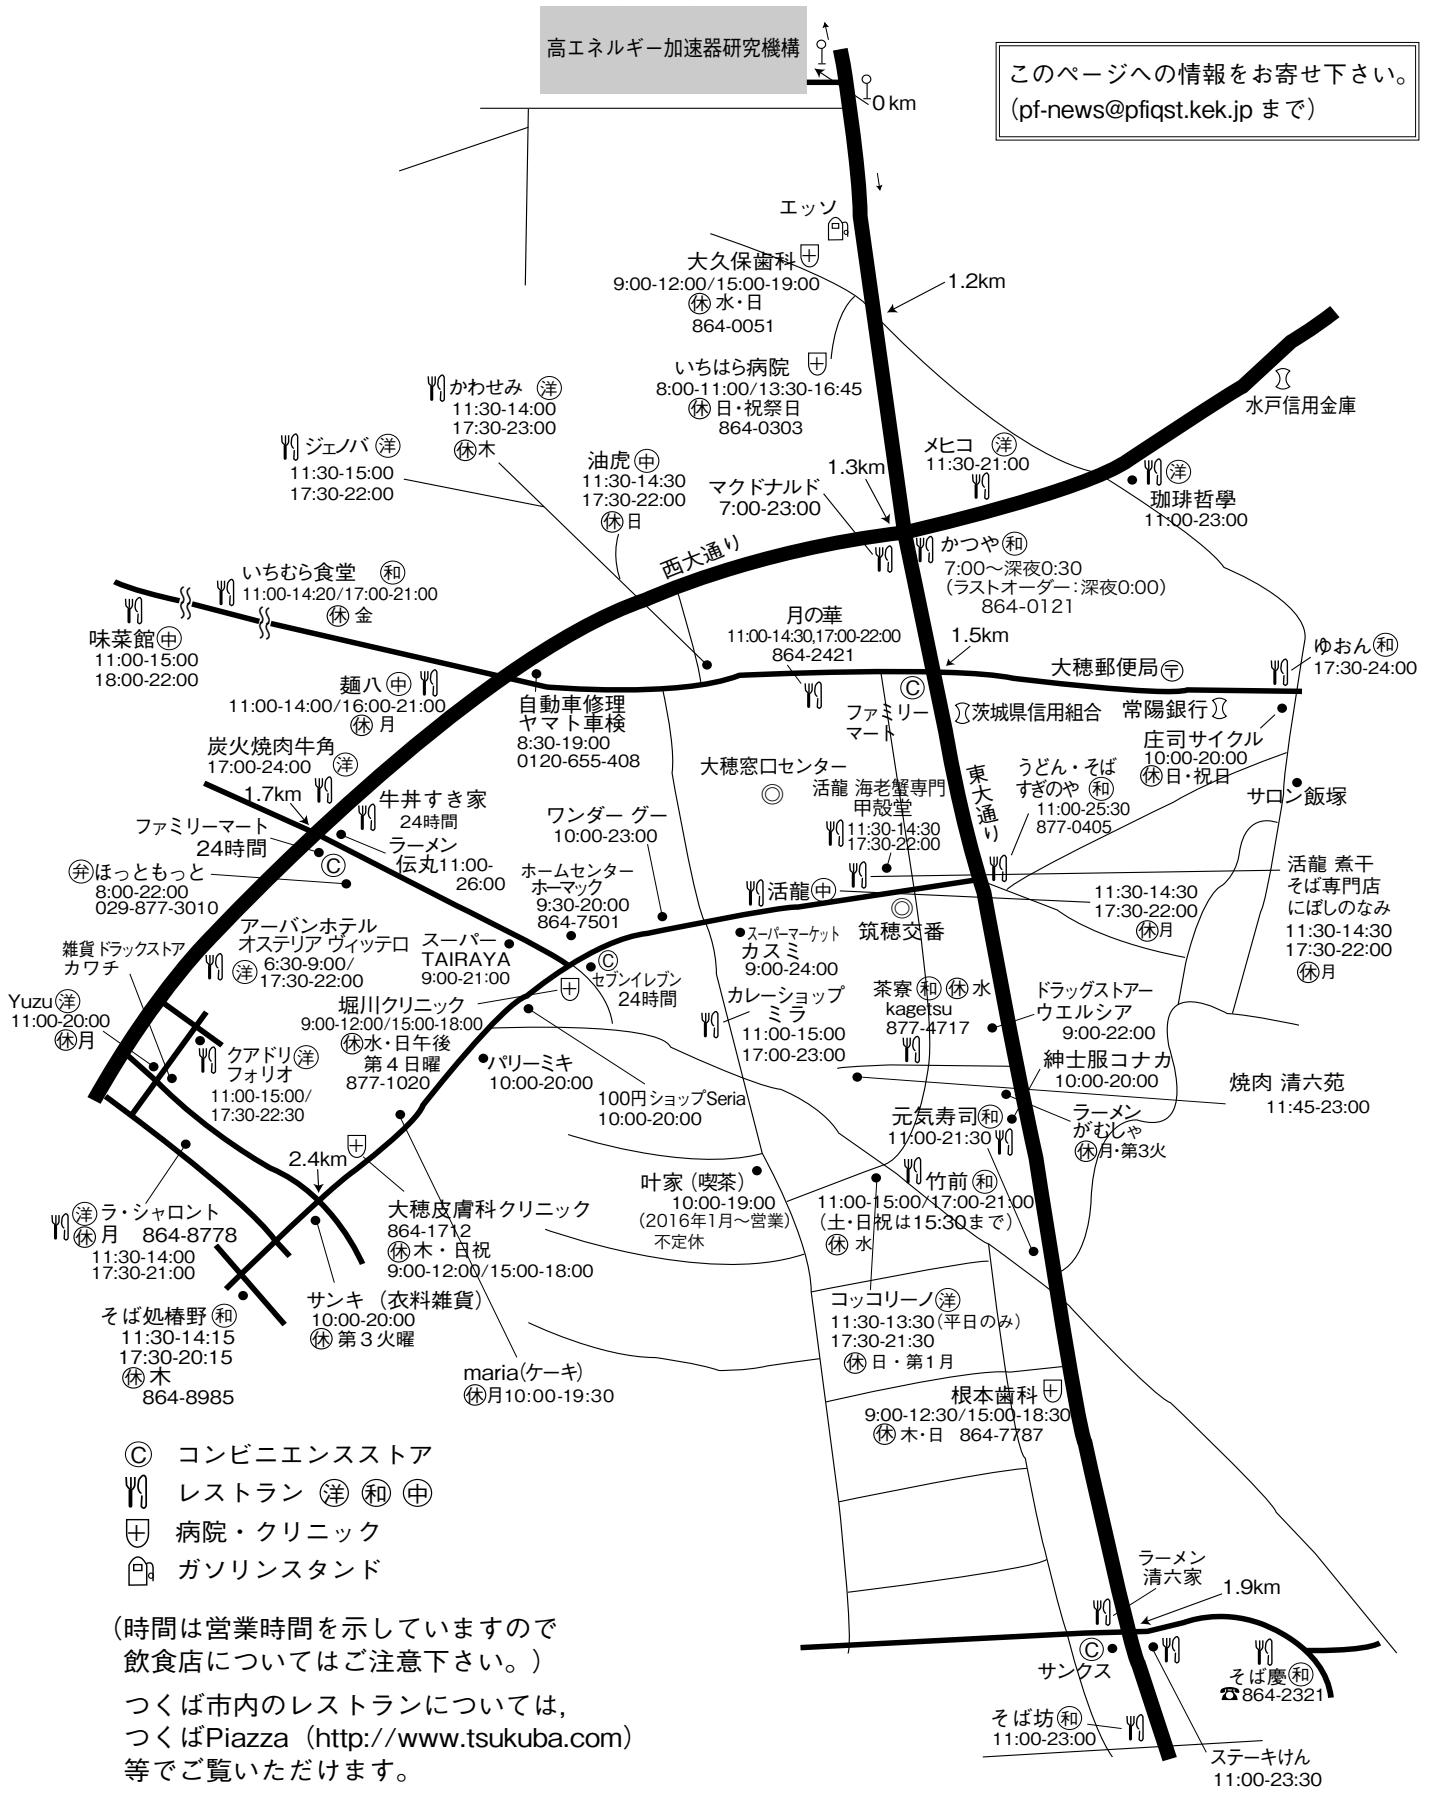 高エネルギー加速器研究機構
このページへの情報をお寄せ下さい。
(pf-news@pfiqst.kek.jp まで)
0 km
エッソ
大久保歯科
9:00-12:00/15:00-19:00
休 水・日
864-0051
1.2km
いちはら病院
8:00-11:00/13:30-16:45
休 日・祝祭日
864-0303
水戸信用金庫
かわせみ 洋
11:30-14:00
17:30-23:00
休木
ジェノバ 洋
11:30-15:00
17:30-22:00
油虎 中
11:30-14:30
17:30-22:00
休日
マクドナルド
7:00-23:00
1.3km
メヒコ 洋
11:30-21:00
洋
珈琲哲學
11:00-23:00
西大通り
かつや 和
7:00〜深夜0:30
(ラストオーダー:深夜0:00)
864-0121
いちむら食堂 和
11:00-14:20/17:00-21:00
休 金
味菜館 中
11:00-15:00
18:00-22:00
月の華
11:00-14:30,17:00-22:00
864-2421
1.5km
大穂郵便局 〒
ゆおん 和
17:30-24:00
麺八 中
11:00-14:00/16:00-21:00
休 月
自動車修理
ヤマト車検
8:30-19:00
0120-655-408
C
ファミリー
マート
茨城県信用組合
常陽銀行
庄司サイクル
10:00-20:00
休日・祝日
サロン飯塚
炭火焼肉牛角
17:00-24:00 洋
1.7km
牛丼すき家
24時間
大穂窓口センター
活龍 海老蟹専門
甲殻堂
11:30-14:30
17:30-22:00
東大通り
うどん・そば
すぎのや 和
11:00-25:30
877-0405
ファミリーマート
24時間
C
ラーメン
伝丸11:00-
26:00
ワンダー グー
10:00-23:00
弁ほっともっと
8:00-22:00
029-877-3010
ホームセンター
ホーマック
9:30-20:00
864-7501
活龍 中
11:30-14:30
17:30-22:00
休月
活龍 煮干
そば専門店
にぼしのなみ
11:30-14:30
17:30-22:00
休月
筑穂交番
アーバンホテル
オステリア ヴィッテロ
洋 6:30-9:00/
17:30-22:00
雑貨 ドラックストア
カワチ
スーパー
TAIRAYA
9:00-21:00
C
セブンイレブン
24時間
スーパーマーケット
カスミ
9:00-24:00
Yuzu 洋
11:00-20:00
休月
堀川クリニック
9:00-12:00/15:00-18:00
休水・日午後
第４日曜
877-1020
カレーショップ
ミラ
11:00-15:00
17:00-23:00
茶寮 和 休 水
kagetsu
877-4717
ドラッグストアー
ウエルシア
9:00-22:00
クアドリ 洋
フォリオ
11:00-15:00/
17:30-22:30
パリーミキ
10:00-20:00
紳士服コナカ
10:00-20:00
焼肉 清六苑
11:45-23:00
100円 ショップSeria
10:00-20:00
元気寿司 和
11:00-21:30
ラーメン
がむしゃ
休月・第3火
2.4km
洋 ラ・シャロント
休 月 864-8778
11:30-14:00
17:30-21:00
大穂皮膚科クリニック
864-1712
休 木・日祝
9:00-12:00/15:00-18:00
叶家 (喫茶)
10:00-19:00
(2016年1月〜営業)
不定休
竹前 和
11:00-15:00/17:00-21:00
(土・日祝は15:30まで)
休 水
そば処椿野 和
11:30-14:15
17:30-20:15
休 木
864-8985
サンキ (衣料雑貨)
10:00-20:00
休 第３火曜
コッコリーノ 洋
11:30-13:30 (平日のみ)
17:30-21:30
休 日・第1月
maria(ケーキ)
休月10:00-19:30
根本歯科
9:00-12:30/15:00-18:30
休 木・日 864-7787
C コンビニエンスストア
レストラン 洋 和 中
病院・クリニック
ガソリンスタンド
(時間は営業時間を示していますので
飲食店についてはご注意下さい。)
つくば市内のレストランについては,
つくばPiazza (http://www.tsukuba.com)
等でご覧いただけます。
ラーメン
清六家
1.9km
C
サンクス
そば慶 和
☎864-2321
そば坊 和
11:00-23:00
ステーキけん
11:00-23:30